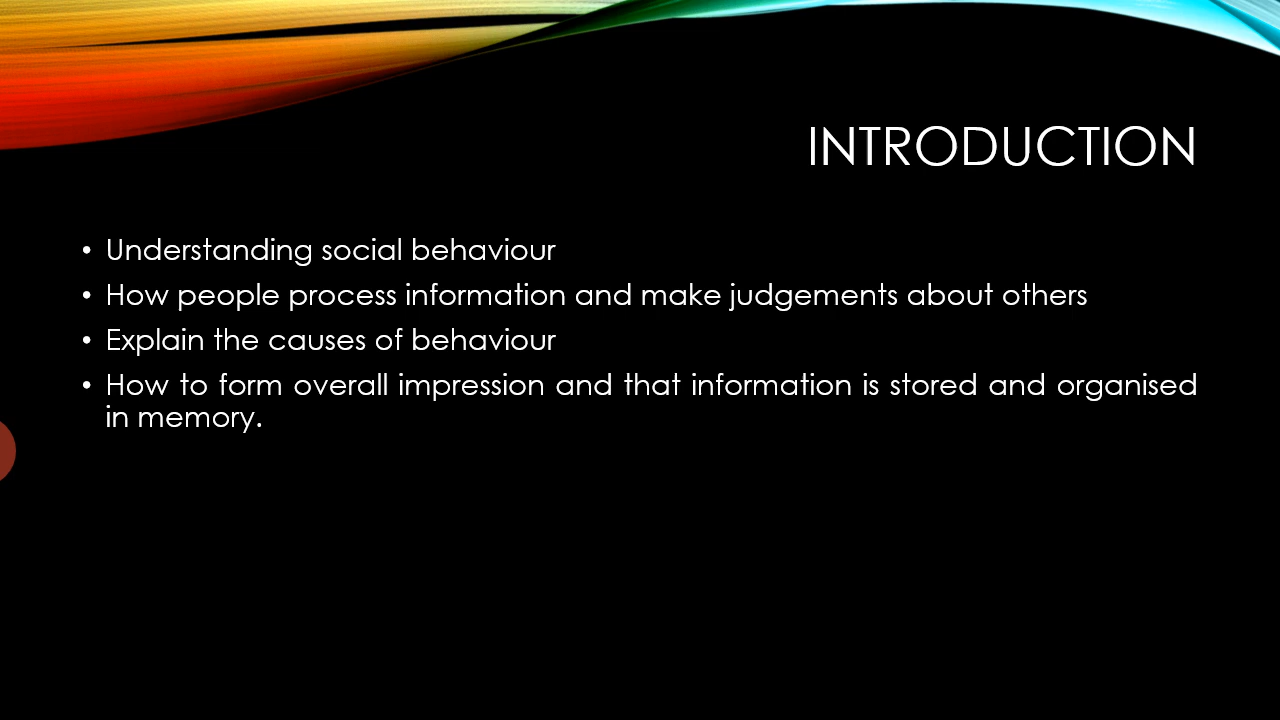 INTRODUCTION
• Understanding social behaviour
• How people process information and make judgements about others
• Explain the causes of behaviour
• How to form overall impression and that information is stored and organised
in memory.